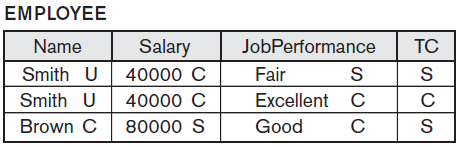 EMPLOYEE
Name Salary JobPerformance TC
Smith U 40000 C Fair S S
Smith U 40000 C Excellent C C
Brown C 80000 S Good C S